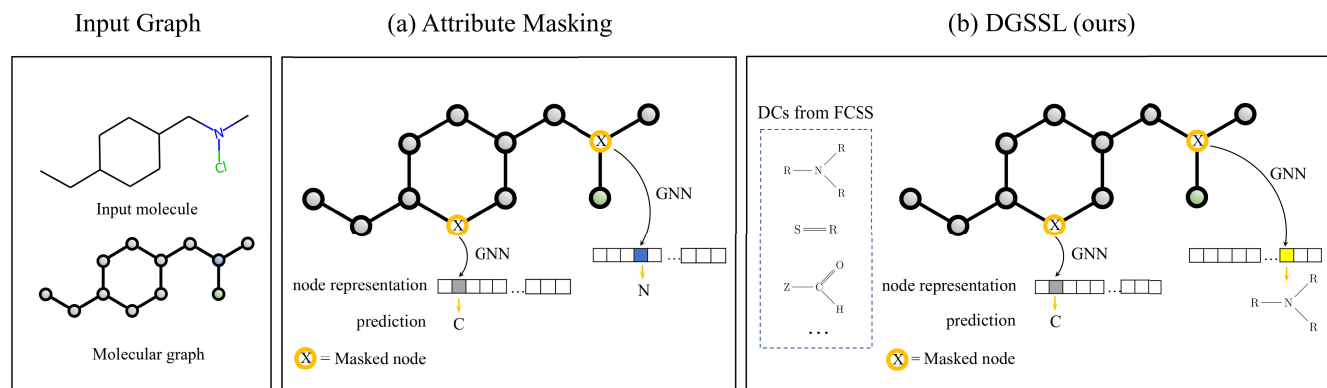 Input Graph
N
Cl
Input molecule
Molecular graph
(a) Attribute Masking
X
X
GNN
GNN
node representation
...
...
N
prediction
C
X = Masked node
(b) DGSSL (ours)
DCs from FCSS
R
R—N
R
S=R
O
Z—C
H
...
X
X
GNN
GNN
node representation
...
...
prediction
C
R
R—N
R
X = Masked node